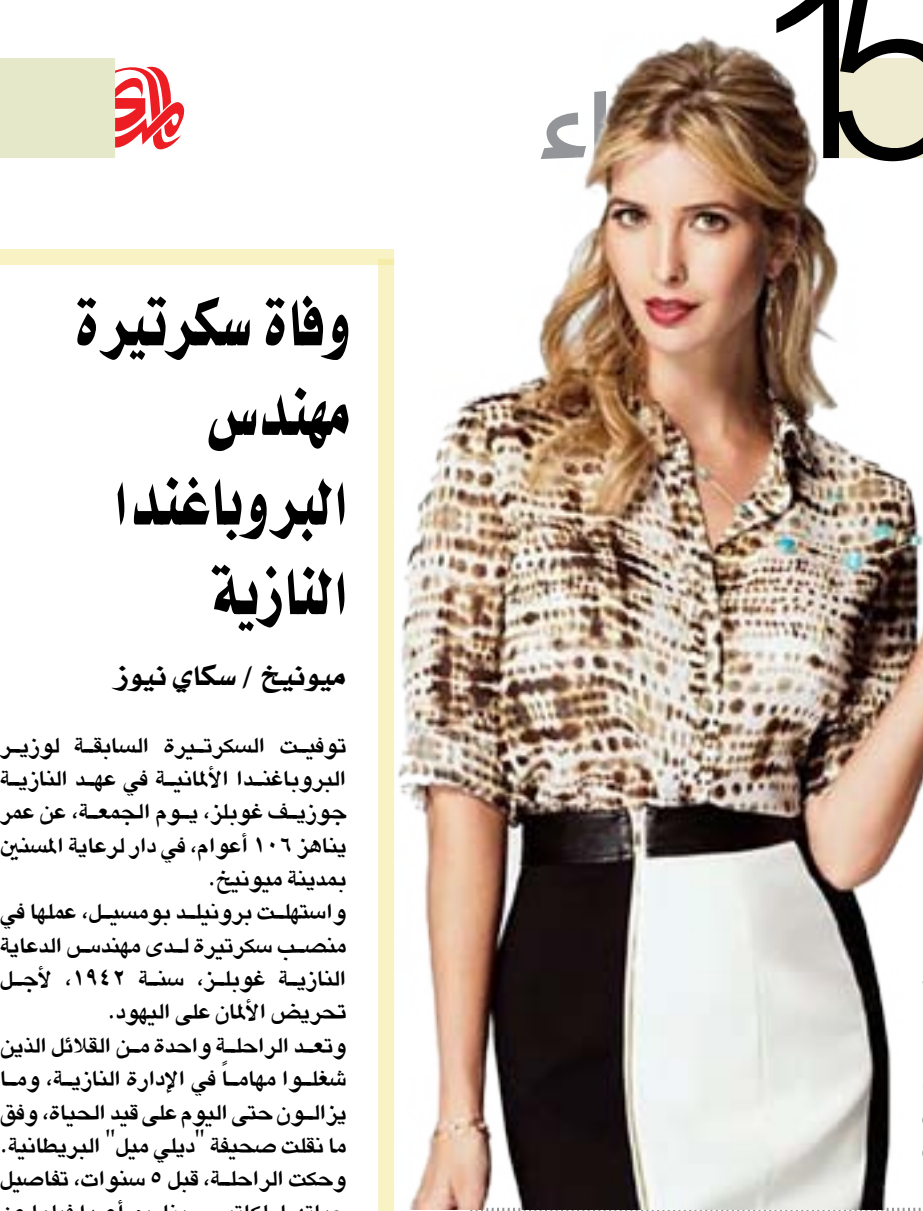 15
وفاة سكرتيرة
مهندس
البروباغندا
النازية
ميونيخ / سكاي نيوز
توفيت السكرتيرة السابقة لوزير
البروباغندا الألمانية في عهد النازية
جوزيف غوبلز، يوم الجمعة، عن عمر
يناهز ١٠٦ أعوام، في دار لرعاية المسنين
بمدينة ميونيخ.
واستهلت برونيلد بومسيل، عملها في
منصب سكرتيرة لدى مهندس الدعاية
النازية غوبلز، سنة ١٩٤٢، لأجل
تحريض الألمان على اليهود.
وتعد الراحلة واحدة من القلائل الذين
شغلوا مهاماً في الإدارة النازية، وما
يزالون حتى اليوم على قيد الحياة، وفق
ما نقلت صحيفة "ديلي ميل" البريطانية.
وحكت الراحلة، قبل ٥ سنوات، تفاصيل